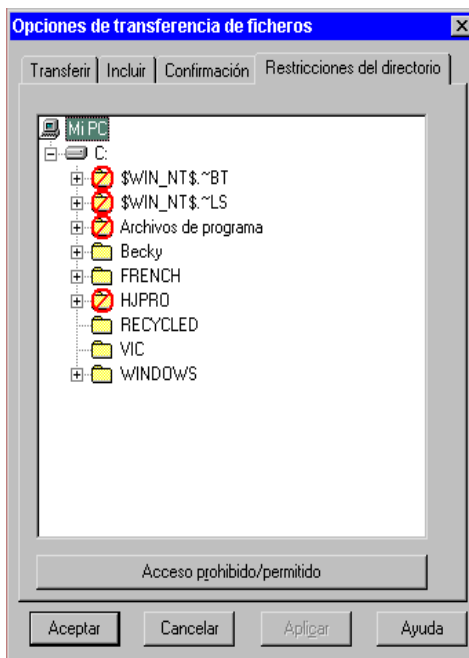 Opciones de transferencia de ficheros
Transferir Incluir Confirmación Restricciones del directorio
Mi PC
C:
$WIN_NT$.~BT
$WIN_NT$.~LS
Archivos de programa
Becky
FRENCH
HJPRO
RECYCLED
VIC
WINDOWS
Acceso prohibido/permitido
Aceptar Cancelar Aplicar Ayuda